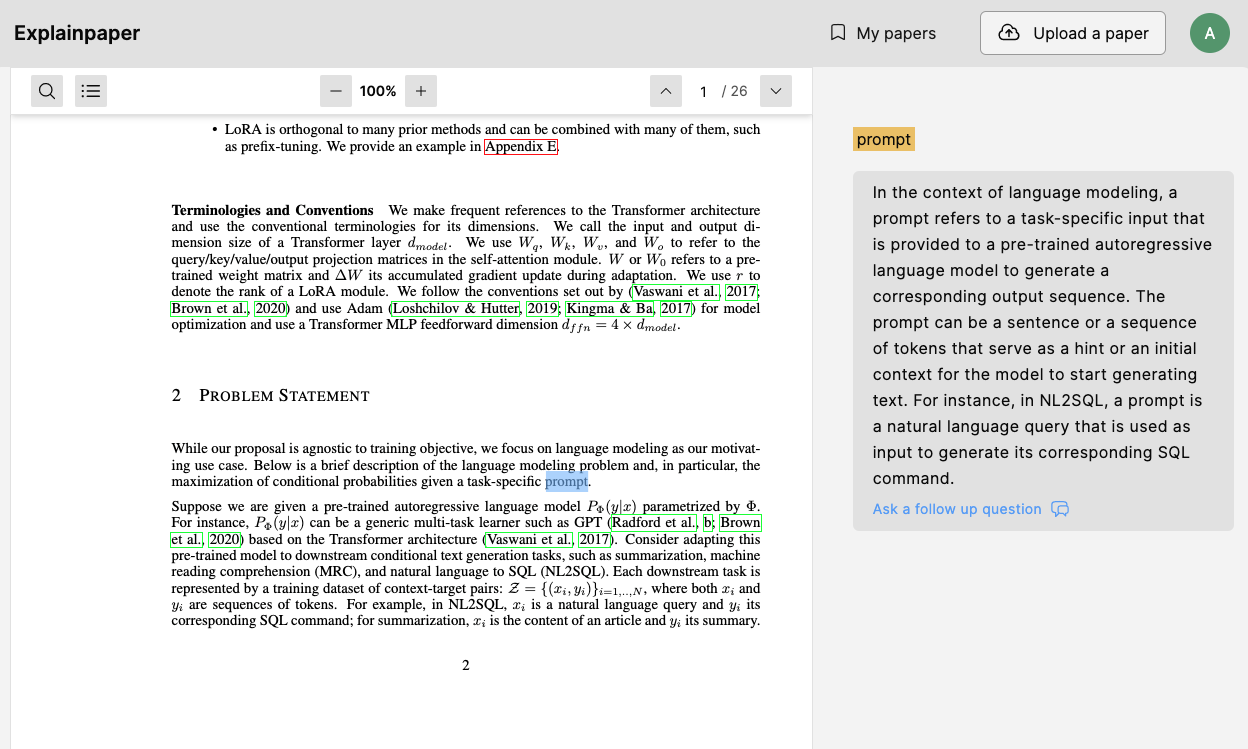 Explainpaper
My papers
Upload a paper
A
100%
1 / 26
• LoRA is orthogonal to many prior methods and can be combined with many of them, such
as prefix-tuning. We provide an example in Appendix E.
Terminologies and Conventions We make frequent references to the Transformer architecture
and use the conventional terminologies for its dimensions. We call the input and output di-
mension size of a Transformer layer d_model. We use W_q, W_k, W_v, and W_o to refer to the
query/key/value/output projection matrices in the self-attention module. W or W_0 refers to a pre-
trained weight matrix and ΔW its accumulated gradient update during adaptation. We use r to
denote the rank of a LoRA module. We follow the conventions set out by (Vaswani et al., 2017;
Brown et al., 2020) and use Adam (Loshchilov & Hutter, 2019; Kingma & Ba, 2017) for model
optimization and use a Transformer MLP feedforward dimension d_ffn = 4 × d_model.
2 PROBLEM STATEMENT
While our proposal is agnostic to training objective, we focus on language modeling as our motivat-
ing use case. Below is a brief description of the language modeling problem and, in particular, the
maximization of conditional probabilities given a task-specific prompt.
Suppose we are given a pre-trained autoregressive language model P_Φ(y|x) parametrized by Φ.
For instance, P_Φ(y|x) can be a generic multi-task learner such as GPT (Radford et al., b; Brown
et al., 2020) based on the Transformer architecture (Vaswani et al., 2017). Consider adapting this
pre-trained model to downstream conditional text generation tasks, such as summarization, machine
reading comprehension (MRC), and natural language to SQL (NL2SQL). Each downstream task is
represented by a training dataset of context-target pairs: Z = {(x_i, y_i)}_i=1,..,N, where both x_i and
y_i are sequences of tokens. For example, in NL2SQL, x_i is a natural language query and y_i its
corresponding SQL command; for summarization, x_i is the content of an article and y_i its summary.
2
prompt
In the context of language modeling, a
prompt refers to a task-specific input that
is provided to a pre-trained autoregressive
language model to generate a
corresponding output sequence. The
prompt can be a sentence or a sequence
of tokens that serve as a hint or an initial
context for the model to start generating
text. For instance, in NL2SQL, a prompt is
a natural language query that is used as
input to generate its corresponding SQL
command.
Ask a follow up question